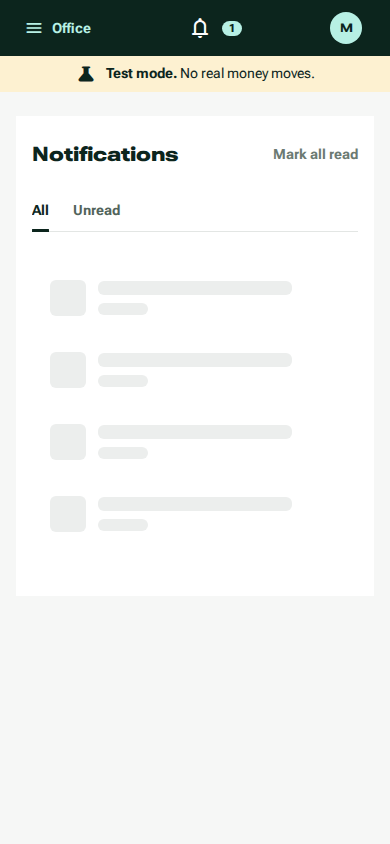 Office
1
M
Test mode. No real money moves.
Notifications
Mark all read
All
Unread